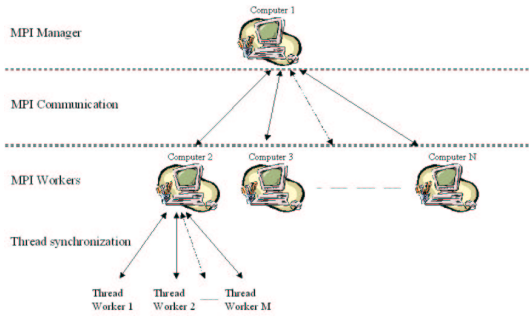 Computer 1
MPI Manager
MPI Communication
Computer 2 Computer 3 Computer N
MPI Workers
Thread synchronization
Thread Thread Thread
Worker 1 Worker 2 Worker M